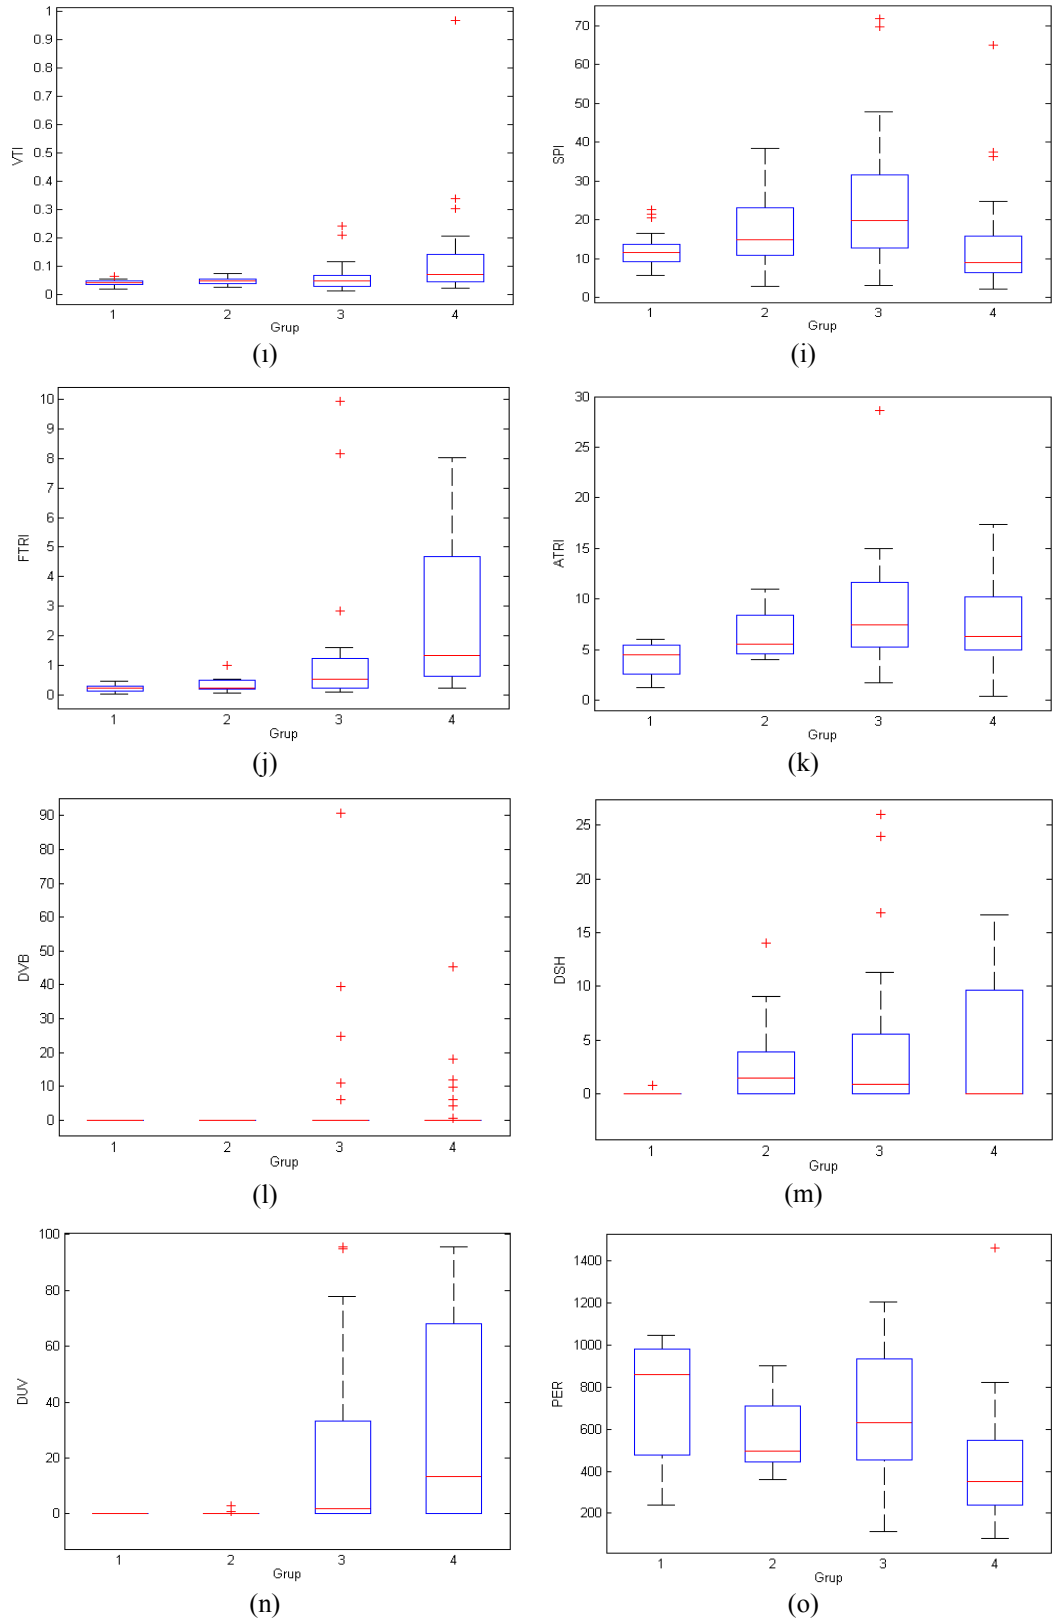 1
0.9
0.8
0.7
0.6
0.5
0.4
0.3
0.2
0.1
0
VTI
1 2 3 4
Grup
(ı)
70
60
50
40
30
20
10
0
SPI
1 2 3 4
Grup
(i)
10
9
8
7
6
5
4
3
2
1
0
FTRI
1 2 3 4
Grup
(j)
30
25
20
15
10
5
0
ATRI
1 2 3 4
Grup
(k)
90
80
70
60
50
40
30
20
10
0
DVB
1 2 3 4
Grup
(l)
25
20
15
10
5
0
DSH
1 2 3 4
Grup
(m)
100
80
60
40
20
0
DUV
1 2 3 4
Grup
(n)
1400
1200
1000
800
600
400
200
PER
1 2 3 4
Grup
(o)